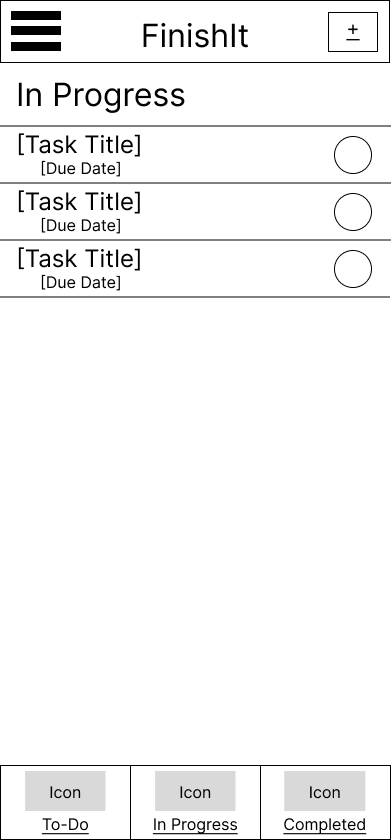 FinishIt
+
In Progress
[Task Title]
[Due Date]
[Task Title]
[Due Date]
[Task Title]
[Due Date]
Icon
Icon
Icon
To-Do
In Progress
Completed